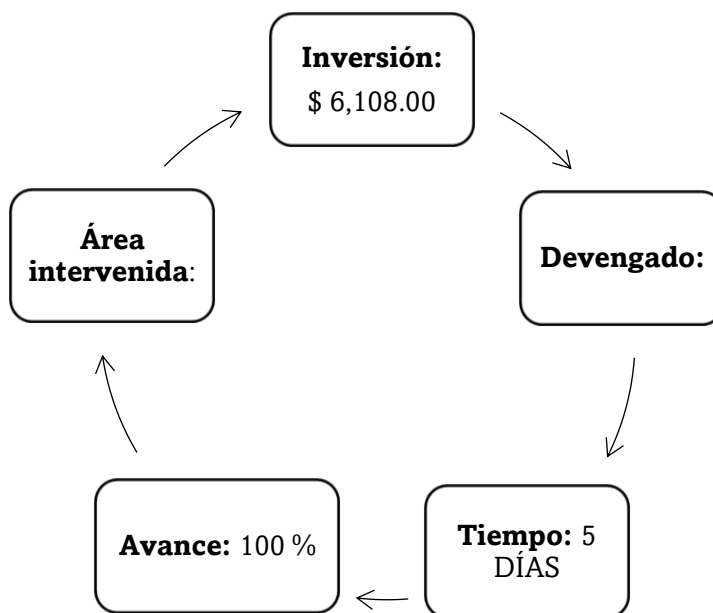 Inversión:
$ 6,108.00
Devengado:
Tiempo: 5
DÍAS
Avance: 100 %
Área
intervenida: